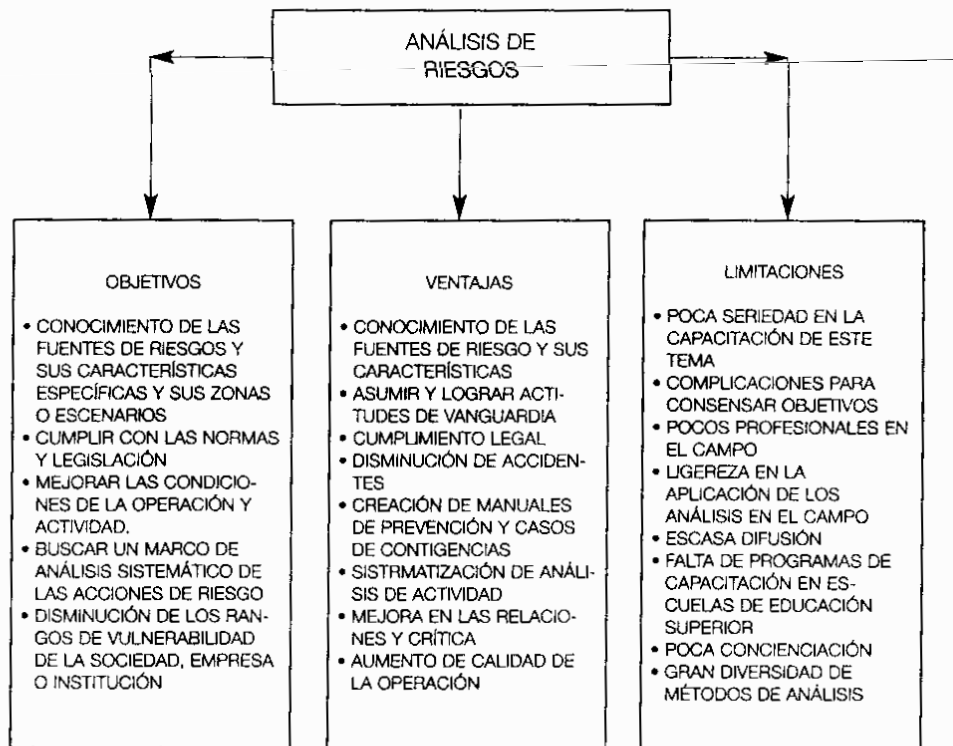 ANÁLISIS DE
RIESGOS
OBJETIVOS
• CONOCIMIENTO DE LAS
FUENTES DE RIESGOS Y
SUS CARACTERÍSTICAS
ESPECÍFICAS Y SUS ZONAS
O ESCENARIOS
• CUMPLIR CON LAS NORMAS
Y LEGISLACIÓN
• MEJORAR LAS CONDICIO-
NES DE LA OPERACIÓN Y
ACTIVIDAD.
• BUSCAR UN MARCO DE
ANÁLISIS SISTEMÁTICO DE
LAS ACCIONES DE RIESGO
• DISMINUCIÓN DE LOS RAN-
GOS DE VULNERABILIDAD
DE LA SOCIEDAD, EMPRESA
O INSTITUCIÓN
VENTAJAS
• CONOCIMIENTO DE LAS
FUENTES DE RIESGO Y SUS
CARACTERÍSTICAS
• ASUMIR Y LOGRAR ACTI-
TUDES DE VANGUARDIA
• CUMPLIMIENTO LEGAL
• DISMINUCIÓN DE ACCIDEN-
TES
• CREACIÓN DE MANUALES
DE PREVENCIÓN Y CASOS
DE CONTIGENCIAS
• SISTRMATIZACIÓN DE ANÁLI-
SIS DE ACTIVIDAD
• MEJORA EN LAS RELACIO-
NES Y CRÍTICA
• AUMENTO DE CALIDAD DE
LA OPERACIÓN
LIMITACIONES
• POCA SERIEDAD EN LA
CAPACITACIÓN DE ESTE
TEMA
• COMPLICACIONES PARA
CONSENSAR OBJETIVOS
• POCOS PROFESIONALES EN
EL CAMPO
• LIGEREZA EN LA
APLICACIÓN DE LOS
ANÁLISIS EN EL CAMPO
• ESCASA DIFUSIÓN
• FALTA DE PROGRAMAS DE
CAPACITACIÓN EN ES-
CUELAS DE EDUCACIÓN
SUPERIOR
• POCA CONCIENCIACIÓN
• GRAN DIVERSIDAD DE
MÉTODOS DE ANÁLISIS